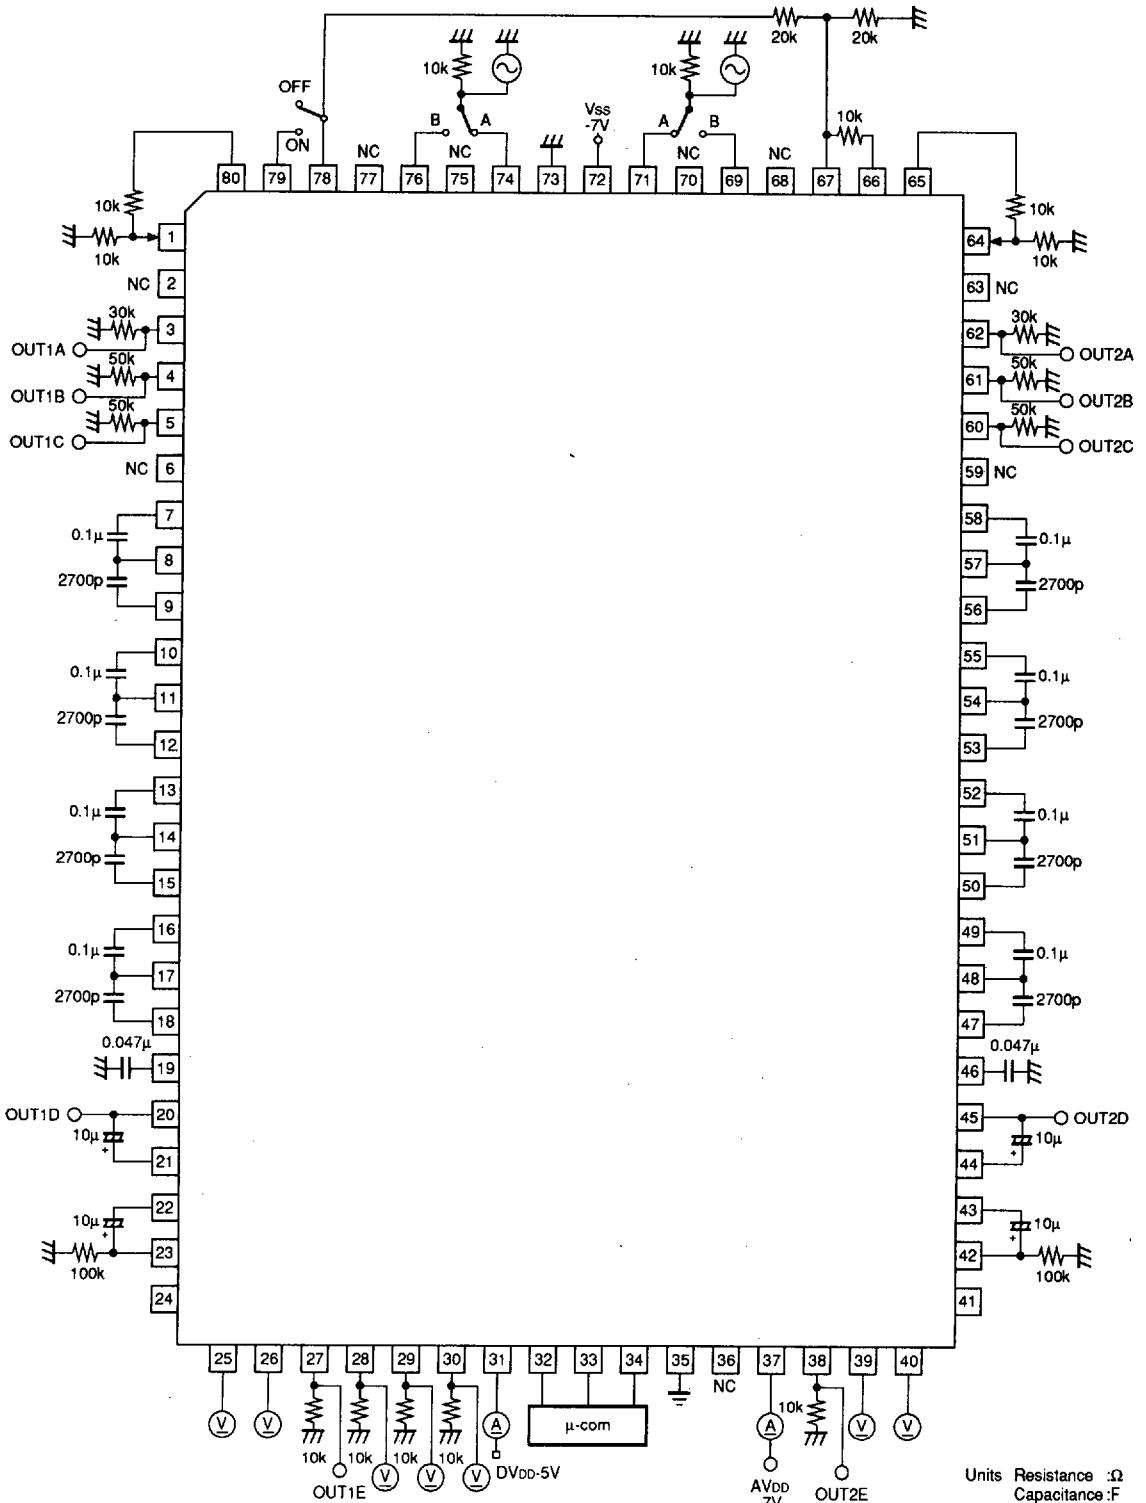 20k 20k
10k 10k
OFF
B A
Vss
-7V
A B
10k
ON
NC NC NC NC
80 79 78 77 76 75 74 73 72 71 70 69 68 67 66 65
10k 10k
1 64
10k 10k
NC 2 63 NC
30k 3 62 30k
OUT1A OUT2A
50k 4 61 50k
OUT1B OUT2B
50k 5 60 50k
OUT1C OUT2C
NC 6 59 NC
7 58
0.1μ 0.1μ
8 57
2700p 2700p
9 56
10 55
0.1μ 0.1μ
11 54
2700p 2700p
12 53
13 52
0.1μ 0.1μ
14 51
2700p 2700p
15 50
16 49
0.1μ 0.1μ
17 48
2700p 2700p
18 47
0.047μ 0.047μ
19 46
OUT1D 20 45 OUT2D
10μ 10μ
+ +
21 44
22 43
10μ 10μ
+ +
23 42
100k 100k
24 41
25 26 27 28 29 30 31 32 33 34 35 36 37 38 39 40
NC
V V A μ-com A 10k V V
10k 10k 10k 10k
V V V
DVDD-5V
OUT1E
AVDD
7V
OUT2E
Units Resistance :Ω
Capacitance :F